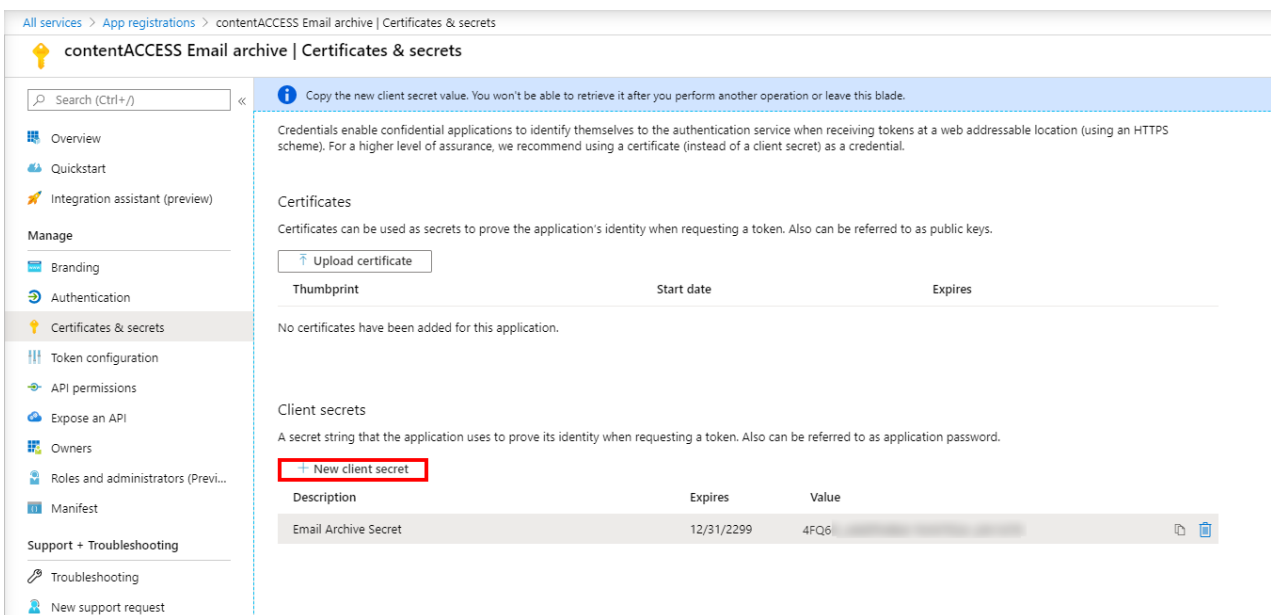 All services > App registrations > contentACCESS Email archive | Certificates & secrets
contentACCESS Email archive | Certificates & secrets
Search (Ctrl+/)
«
Overview
Quickstart
Integration assistant (preview)
Manage
Branding
Authentication
Certificates & secrets
Token configuration
API permissions
Expose an API
Owners
Roles and administrators (Previ...
Manifest
Support + Troubleshooting
Troubleshooting
New support request
Copy the new client secret value. You won't be able to retrieve it after you perform another operation or leave this blade.
Credentials enable confidential applications to identify themselves to the authentication service when receiving tokens at a web addressable location (using an HTTPS
scheme). For a higher level of assurance, we recommend using a certificate (instead of a client secret) as a credential.
Certificates
Certificates can be used as secrets to prove the application's identity when requesting a token. Also can be referred to as public keys.
Upload certificate
Thumbprint Start date Expires
No certificates have been added for this application.
Client secrets
A secret string that the application uses to prove its identity when requesting a token. Also can be referred to as application password.
+ New client secret
Description Expires Value
Email Archive Secret 12/31/2299 4FQ6